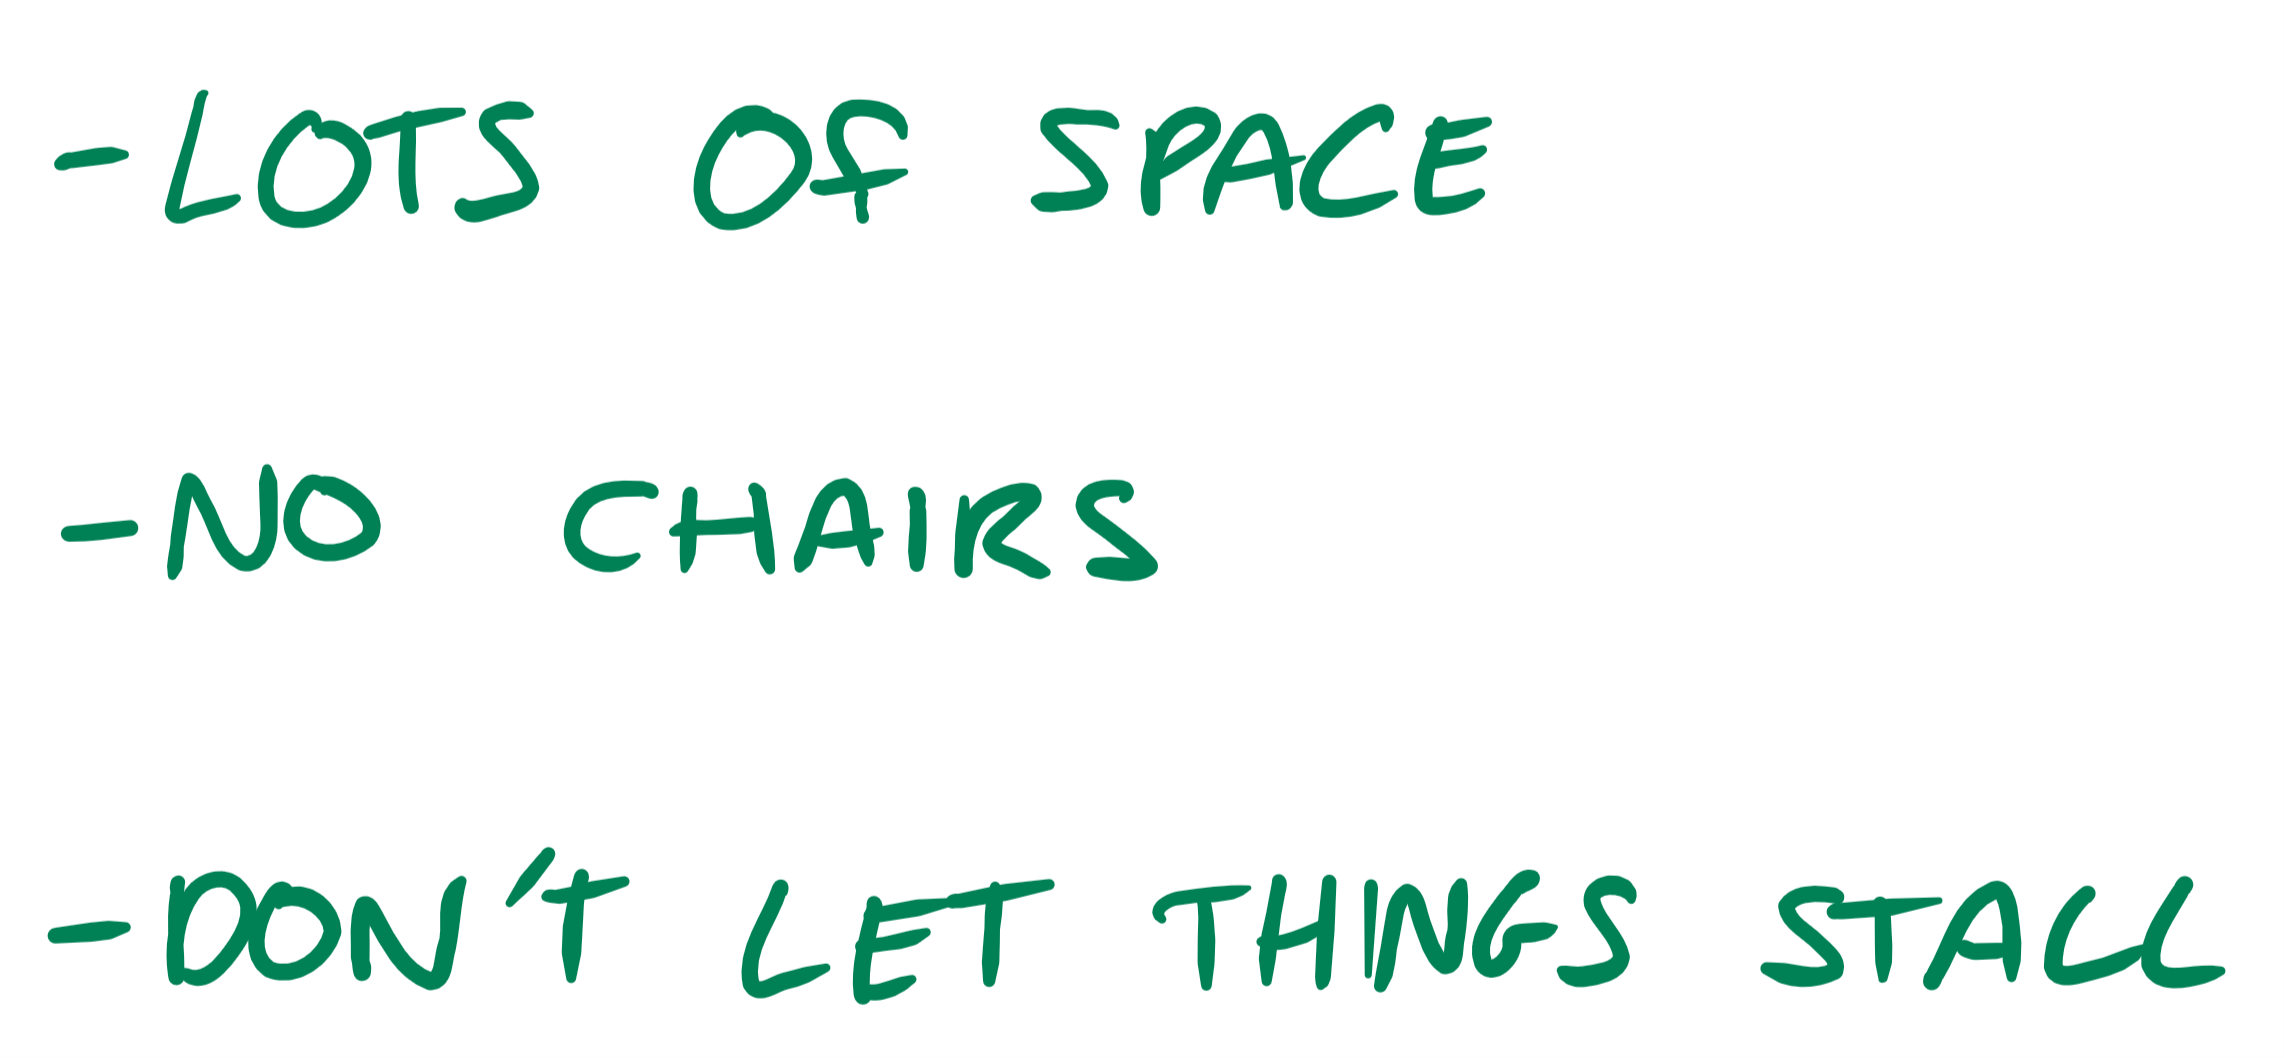 -LOTS OF SPACE
-NO CHAIRS
-DON'T LET THINGS STALL